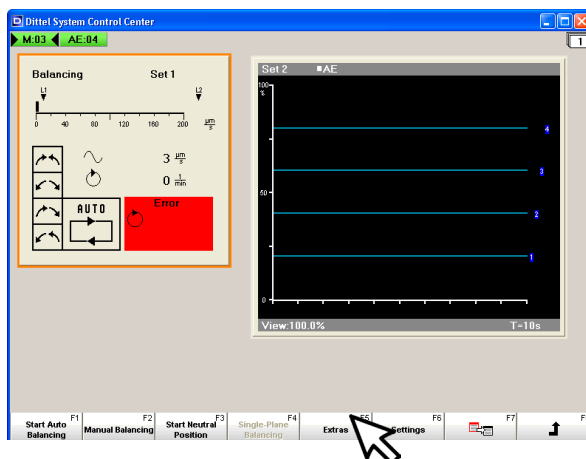 Dittel System Control Center
M:03 AE:04
1
Balancing Set 1
L1 L2
0 40 80 120 160 200 µm/s
3 µm/s
0 1/min
AUTO
Error
Set 2 AE
100
%
50
0
4
3
2
1
View:100.0% T=10s
F1
Start Auto
Balancing
F2
Manual Balancing
F3
Start Neutral
Position
F4
Single-Plane
Balancing
F5
Extras
F6
Settings
F7
F